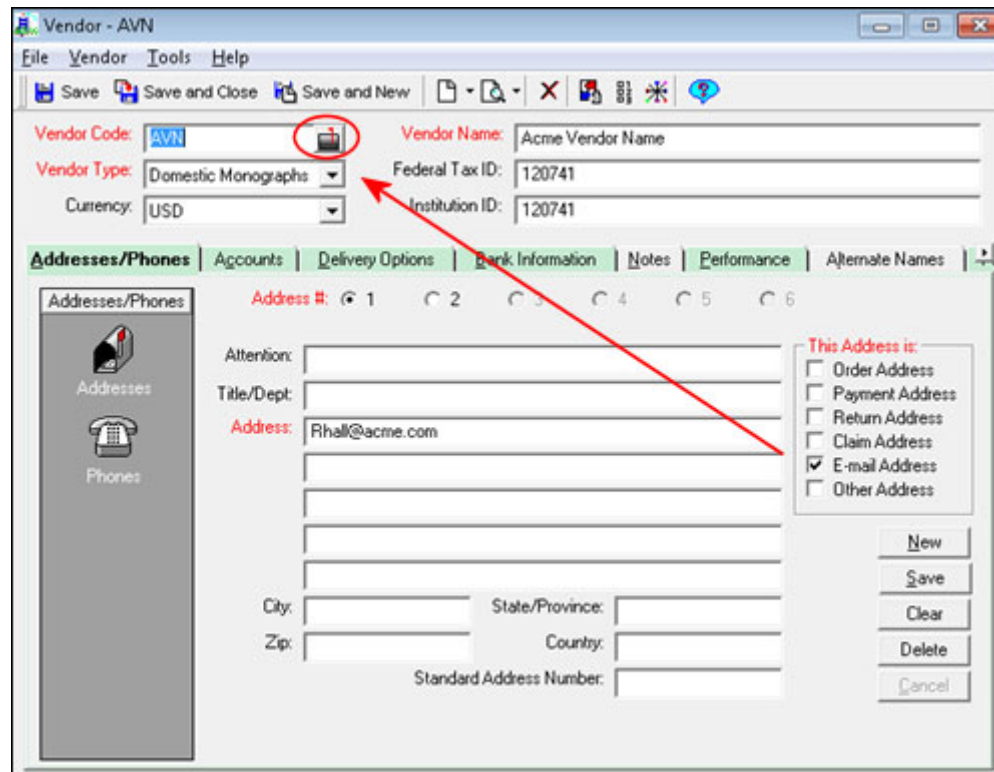 Vendor - AVN
File Vendor Tools Help
Save Save and Close Save and New
Vendor Code: AVN Vendor Name: Acme Vendor Name
Vendor Type: Domestic Monographs Federal Tax ID: 120741
Currency: USD Institution ID: 120741
Addresses/Phones Accounts Delivery Options Bank Information Notes Performance Alternate Names
Addresses/Phones Address #: 1 2 3 4 5 6
Addresses
Phones
Attention:
Title/Dept:
Address: Rhall@acme.com
City: State/Province:
Zip: Country:
Standard Address Number:
This Address is:
Order Address
Payment Address
Return Address
Claim Address
E-mail Address
Other Address
New
Save
Clear
Delete
Cancel